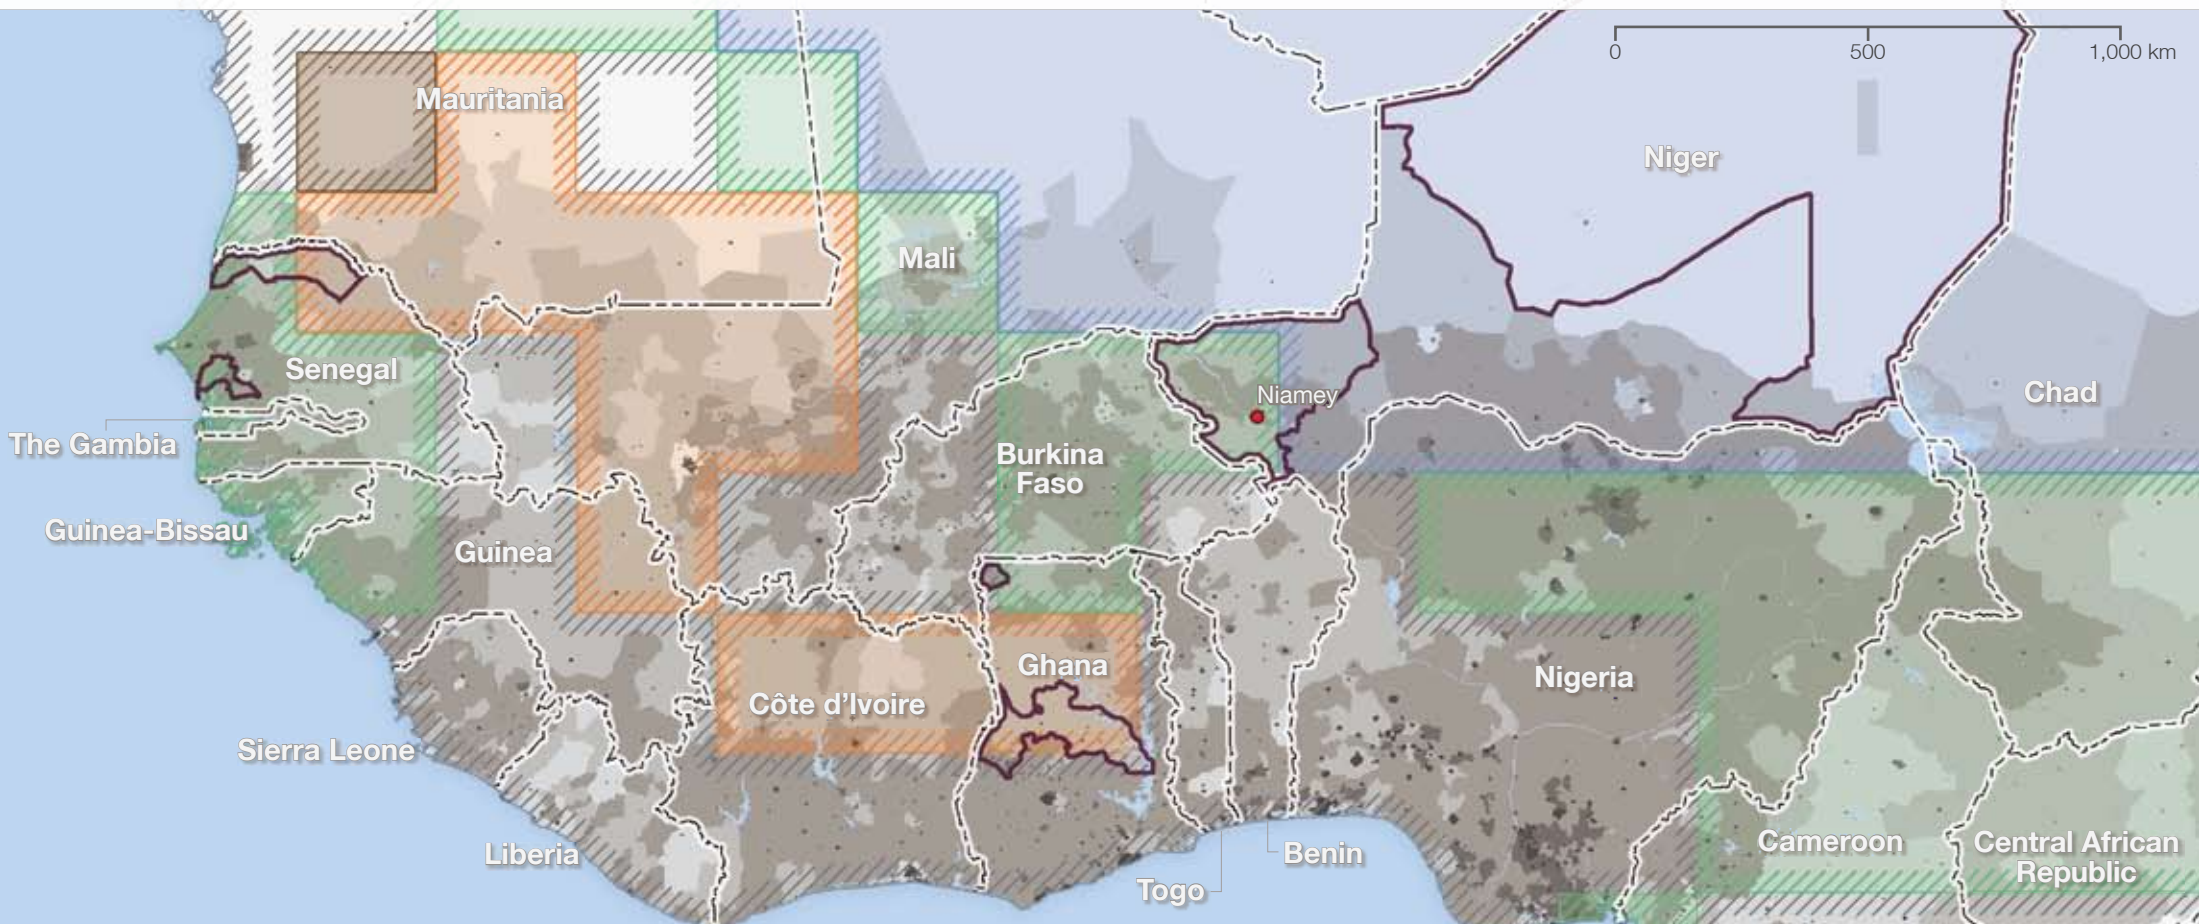 0
500
1,000 km
Mauritania
Niger
Mali
Senegal
Niamey
Chad
The Gambia
Burkina
Faso
Guinea-Bissau
Guinea
Ghana
Nigeria
Côte d'Ivoire
Sierra Leone
Liberia
Benin
Togo
Cameroon
Central African
Republic